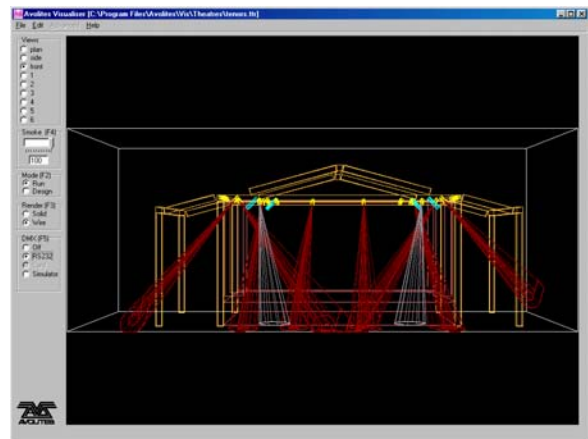 Avolites Visualiser [C:\Program Files\Avolites\Vis\Theatres\tenors.ttr]
File Edit Advanced Help
Views
plan
side
front
1
2
3
4
5
6
Smoke (F4)
100
Mode (F2)
Run
Design
Render (F3)
Solid
Wire
DMX (F5)
Off
RS232
Simulator
AVOLITES